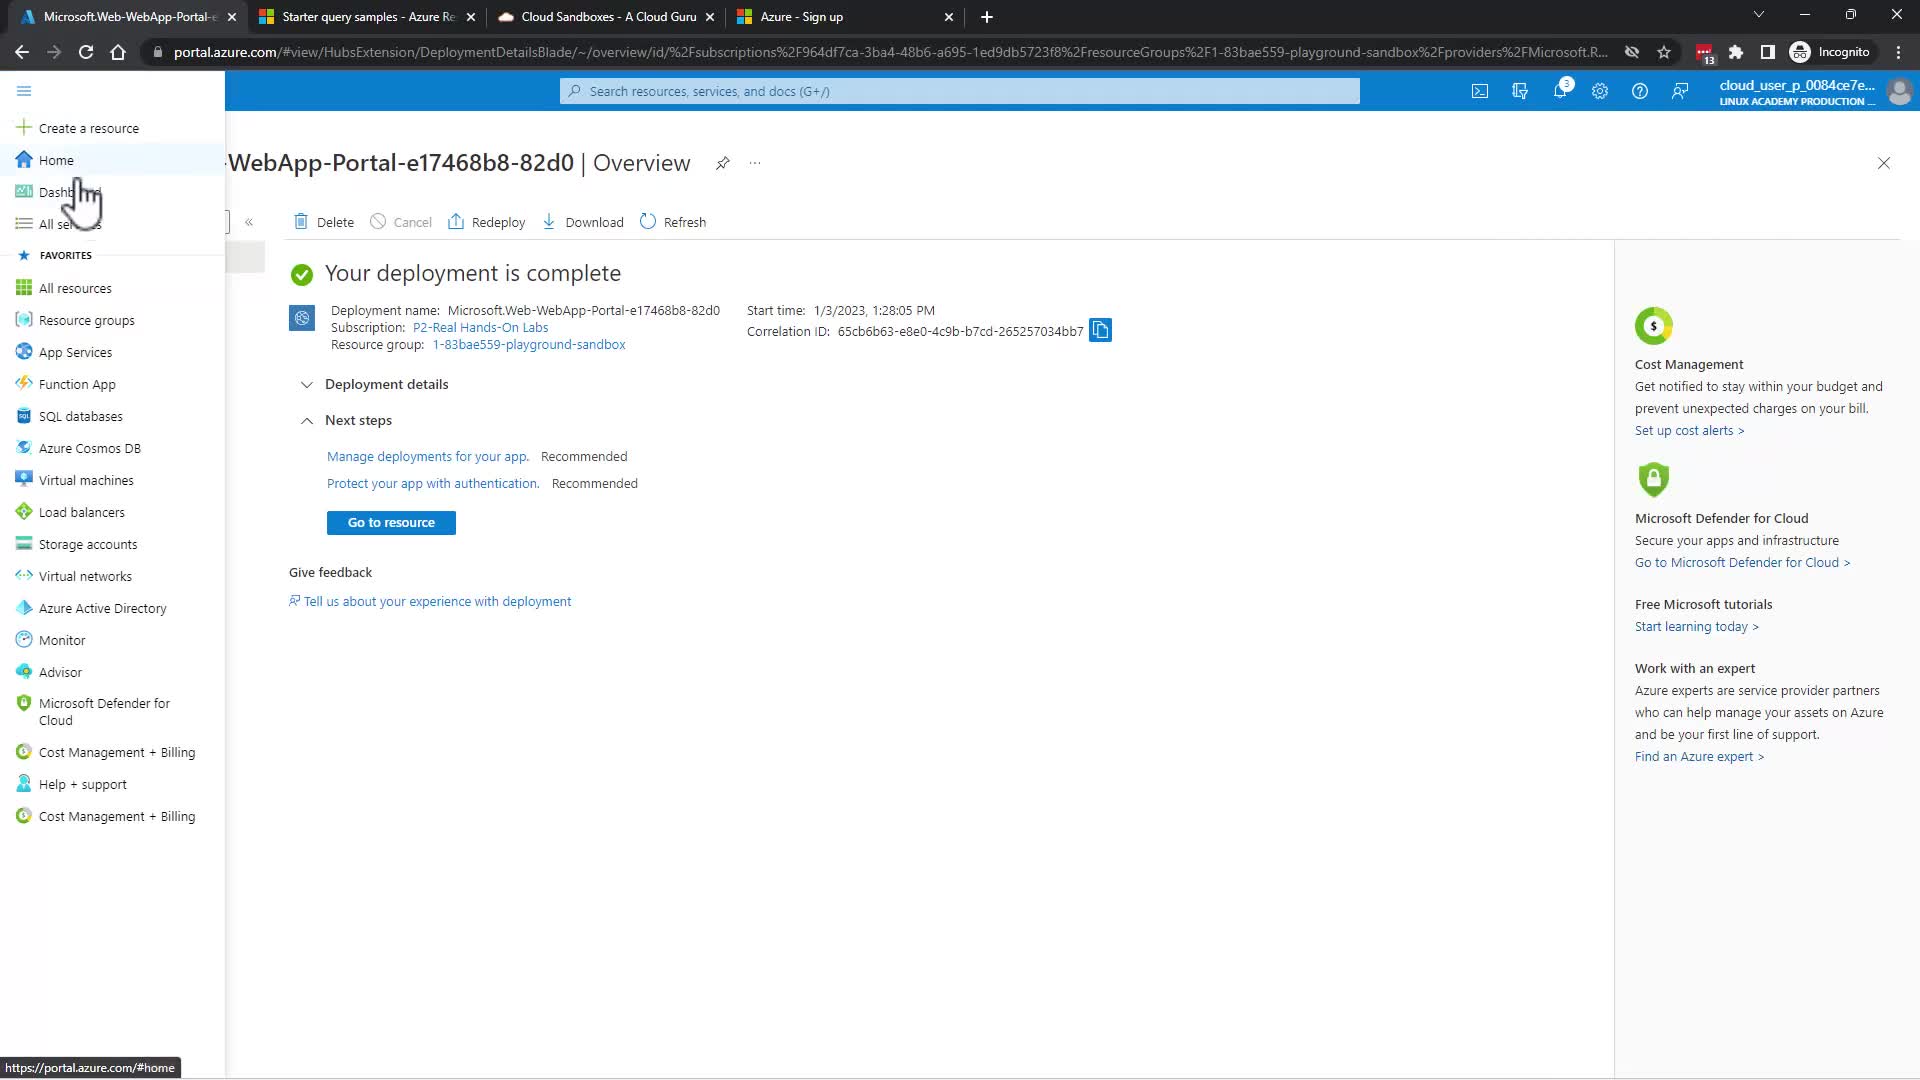 Microsoft.Web-WebApp-Portal-e
Starter query samples - Azure Re
Cloud Sandboxes - A Cloud Guru
Azure - Sign up
portal.azure.com/#view/HubsExtension/DeploymentDetailsBlade/~/overview/id/%2Fsubscriptions%2F964df7ca-3ba4-48b6-a695-1ed9db5723f8%2FresourceGroups%2F1-83bae559-playground-sandbox%2Fproviders%2FMicrosoft.R...
13
Incognito
Search resources, services, and docs (G+/)
3
cloud_user_p_0084ce7e...
LINUX ACADEMY PRODUCTION ...
Create a resource
Home
All
FAVORITES
All resources
Resource groups
App Services
Function App
SQL databases
Azure Cosmos DB
Virtual machines
Load balancers
Storage accounts
Virtual networks
Azure Active Directory
Monitor
Advisor
Microsoft Defender for
Cloud
Cost Management + Billing
Help + support
Cost Management + Billing
-WebApp-Portal-e17468b8-82d0 | Overview
Delete
Cancel
Redeploy
Download
Refresh
Your deployment is complete
Deployment name: Microsoft.Web-WebApp-Portal-e17468b8-82d0
Subscription: P2-Real Hands-On Labs
Resource group: 1-83bae559-playground-sandbox
Start time: 1/3/2023, 1:28:05 PM
Correlation ID: 65cb6b63-e8e0-4c9b-b7cd-265257034bb7
Deployment details
Next steps
Manage deployments for your app. Recommended
Protect your app with authentication. Recommended
Go to resource
Give feedback
Tell us about your experience with deployment
Cost Management
Get notified to stay within your budget and
prevent unexpected charges on your bill.
Set up cost alerts >
Microsoft Defender for Cloud
Secure your apps and infrastructure
Go to Microsoft Defender for Cloud >
Free Microsoft tutorials
Start learning today >
Work with an expert
Azure experts are service provider partners
who can help manage your assets on Azure
and be your first line of support.
Find an Azure expert >
https://portal.azure.com/#home